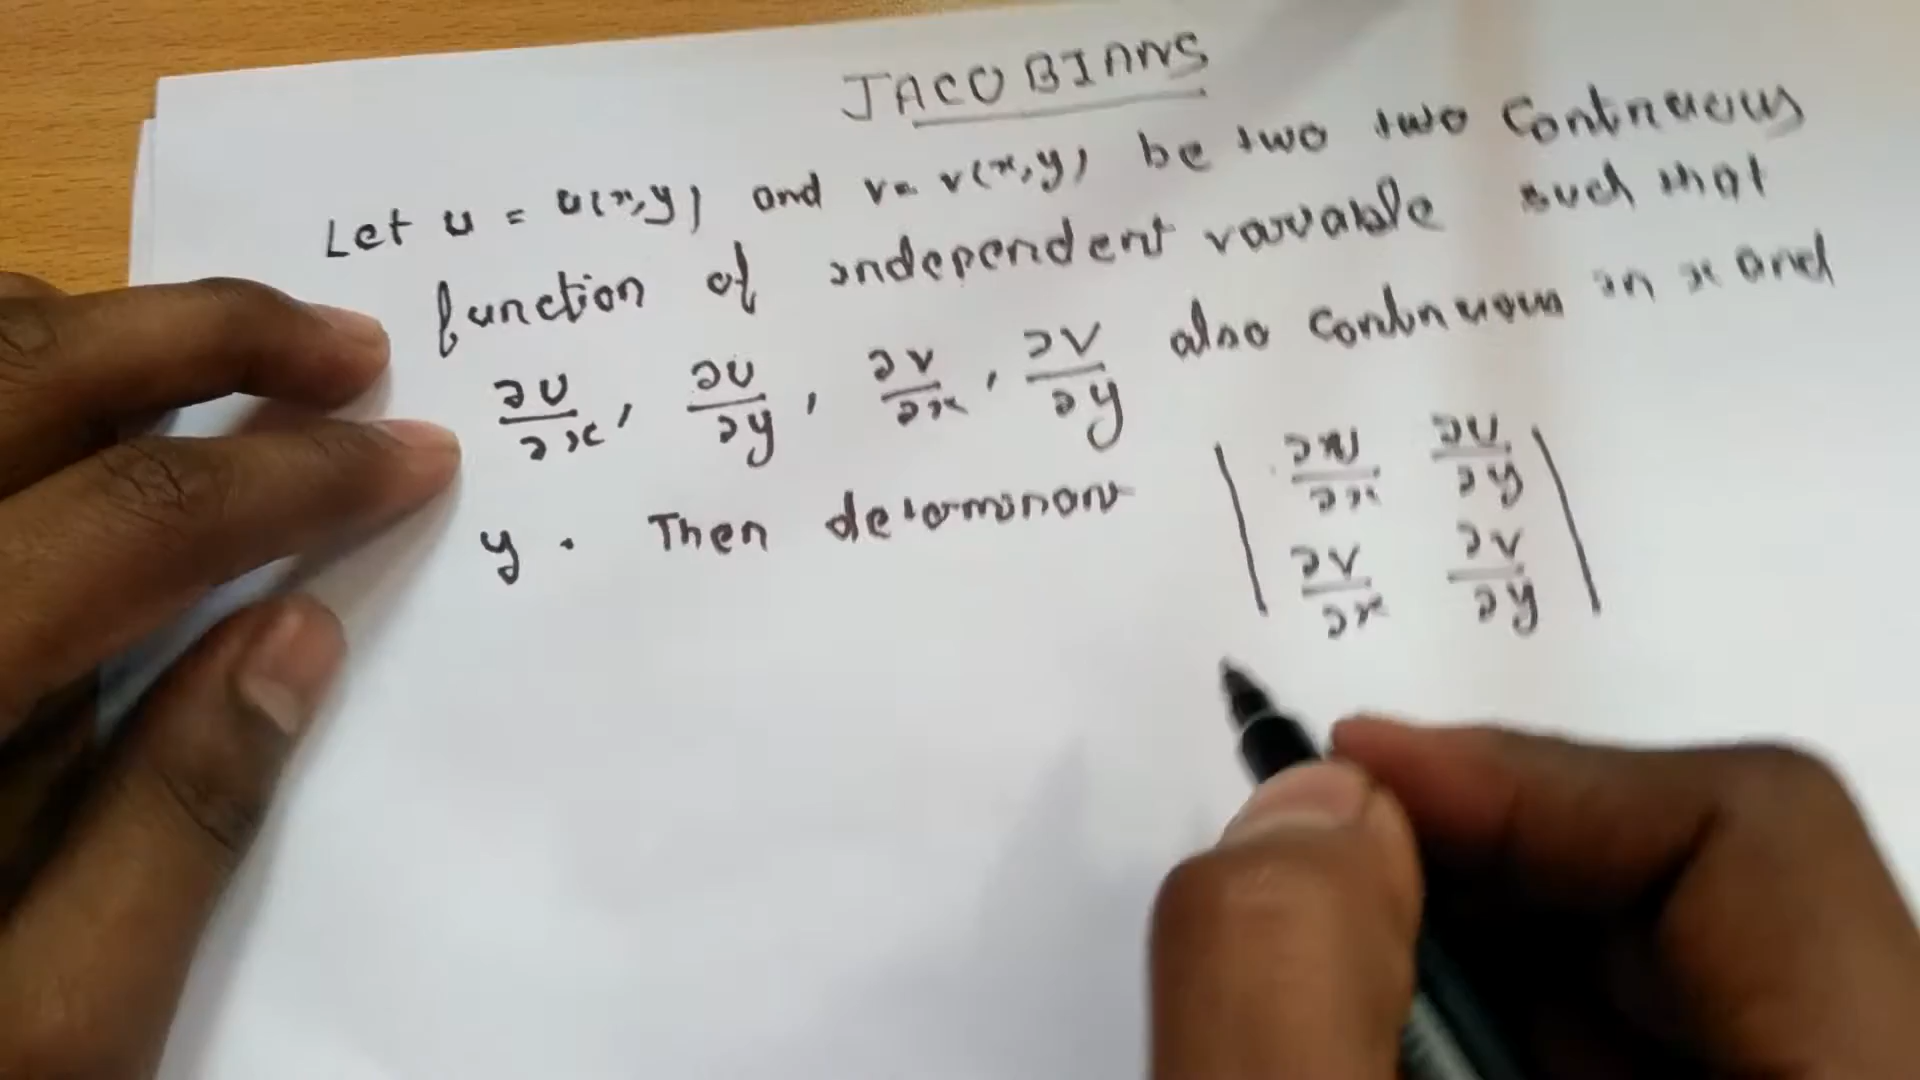 JACOBIANS
Let u = u(x,y) and v = v(x,y) be two two continuous
function of independent variable such that
∂u/∂x, ∂u/∂y, ∂v/∂x, ∂v/∂y also continuous in x and
y. Then determinant | ∂u/∂x ∂u/∂y |
| ∂v/∂x ∂v/∂y |